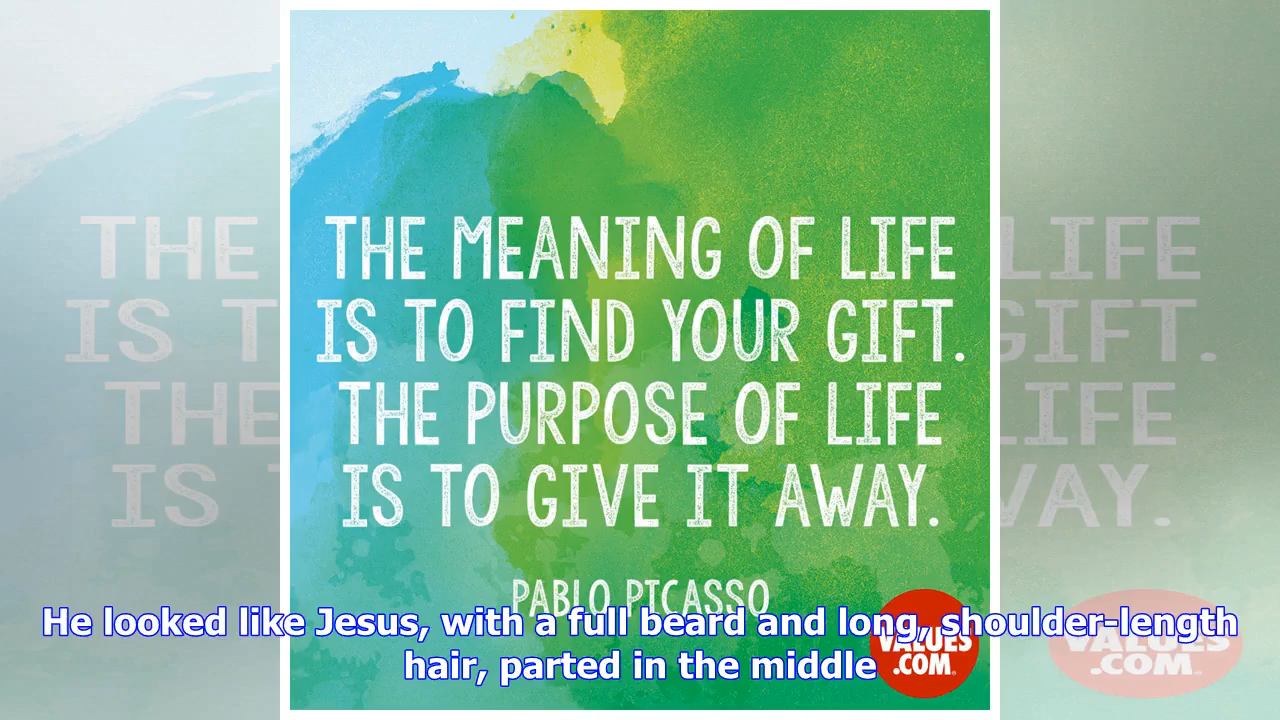 THE MEANING OF LIFE
IS TO FIND YOUR GIFT.
THE PURPOSE OF LIFE
IS TO GIVE IT AWAY.
PABLO PICASSO
He looked like Jesus, with a full beard and long, shoulder-length
hair, parted in the middle
VALUES
.COM